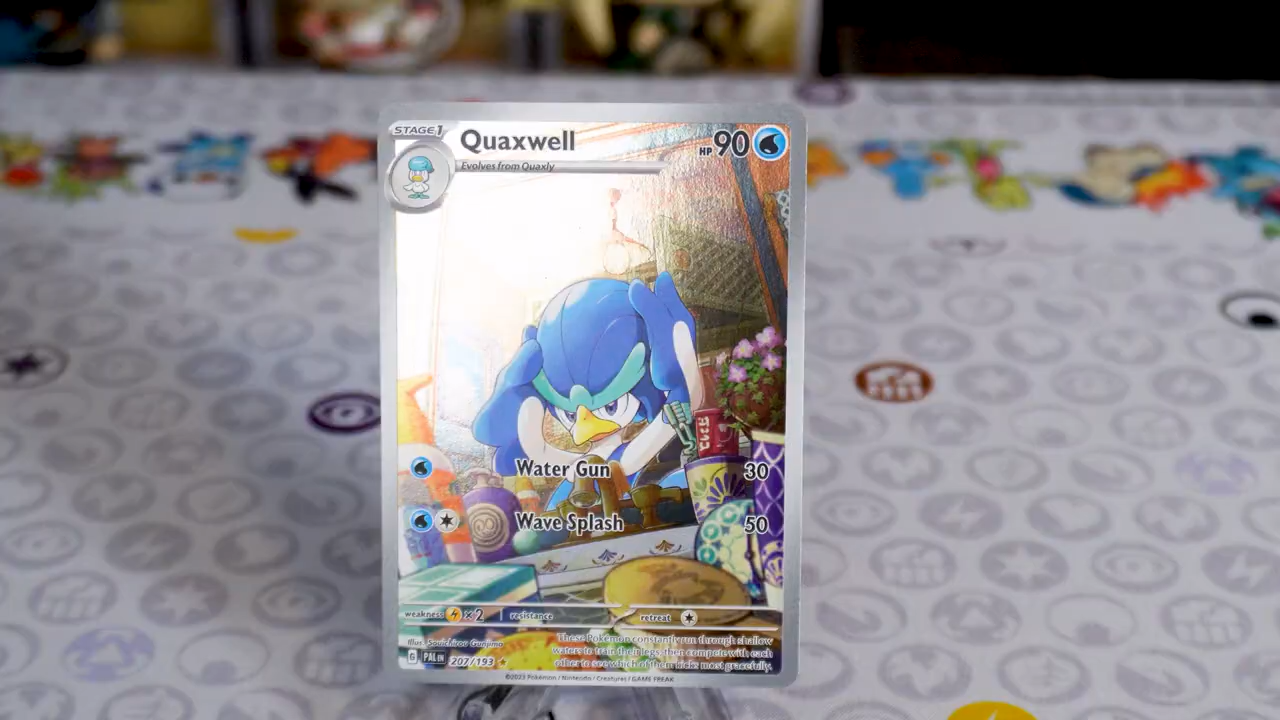 STAGE1
Quaxwell
HP 90
Evolves from Quaxly
Water Gun 30
Wave Splash 50
weakness ×2 resistance retreat
Illus. Souichirou Gunjima
These Pokémon constantly run through shallow
waters to train their legs, then compete with each
other to see which of them kicks most gracefully.
G PAL EN 207/193
©2023 Pokémon / Nintendo / Creatures / GAME FREAK